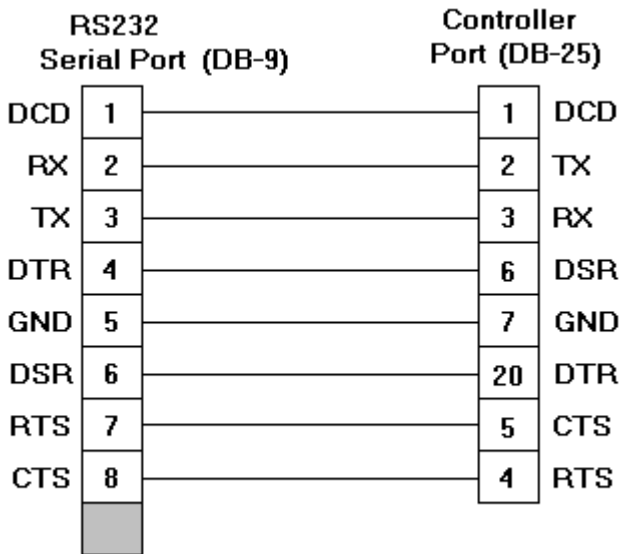 RS232
Serial Port (DB-9)
Controller
Port (DB-25)
DCD 1 1 DCD
RX 2 2 TX
TX 3 3 RX
DTR 4 6 DSR
GND 5 7 GND
DSR 6 20 DTR
RTS 7 5 CTS
CTS 8 4 RTS